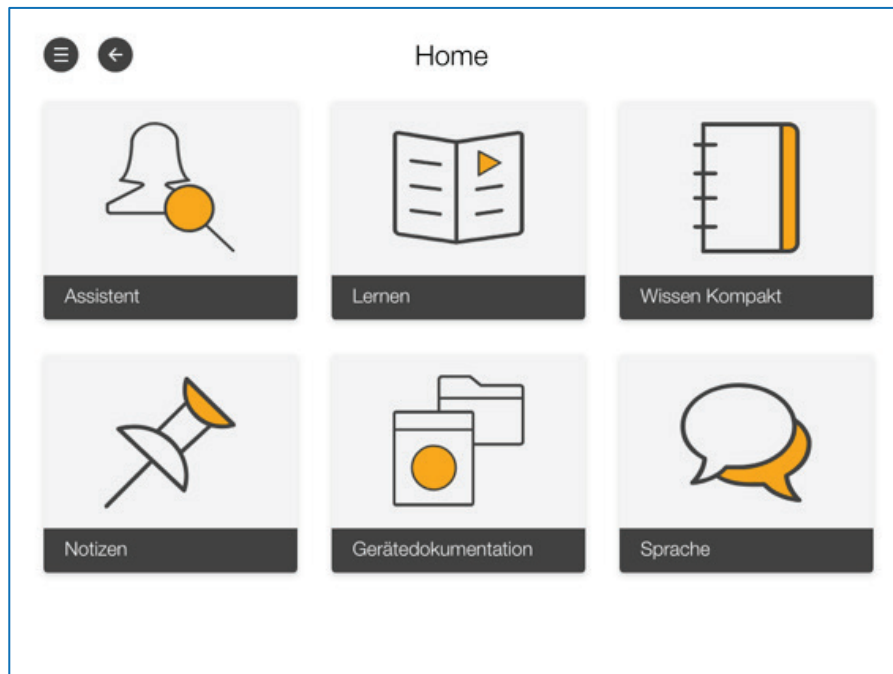 Home
Assistent
Lernen
Wissen Kompakt
Notizen
Gerätedokumentation
Sprache